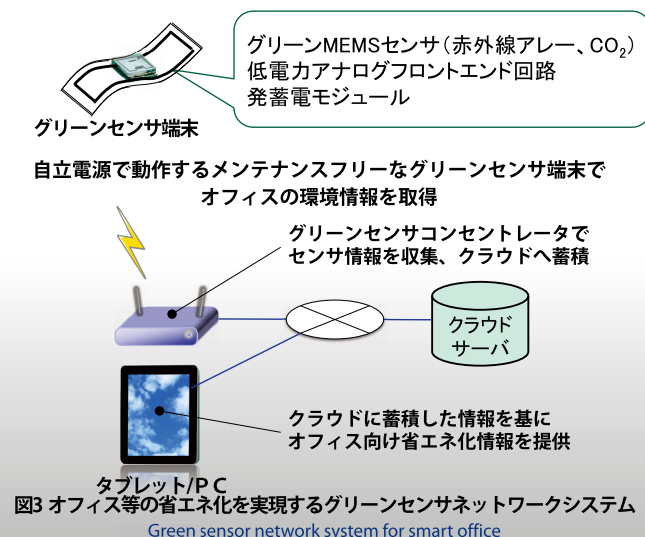 グリーンMEMSセンサ（赤外線アレー、CO₂）
低電力アナログフロントエンド回路
発蓄電モジュール
グリーンセンサ端末
自立電源で動作するメンテナンスフリーなグリーンセンサ端末で
オフィスの環境情報を取得
グリーンセンサコンセントレータで
センサ情報を収集、クラウドへ蓄積
クラウド
サーバ
クラウドに蓄積した情報を基に
オフィス向け省エネ化情報を提供
タブレット/ＰＣ
図3 オフィス等の省エネ化を実現するグリーンセンサネットワークシステム
Green sensor network system for smart office